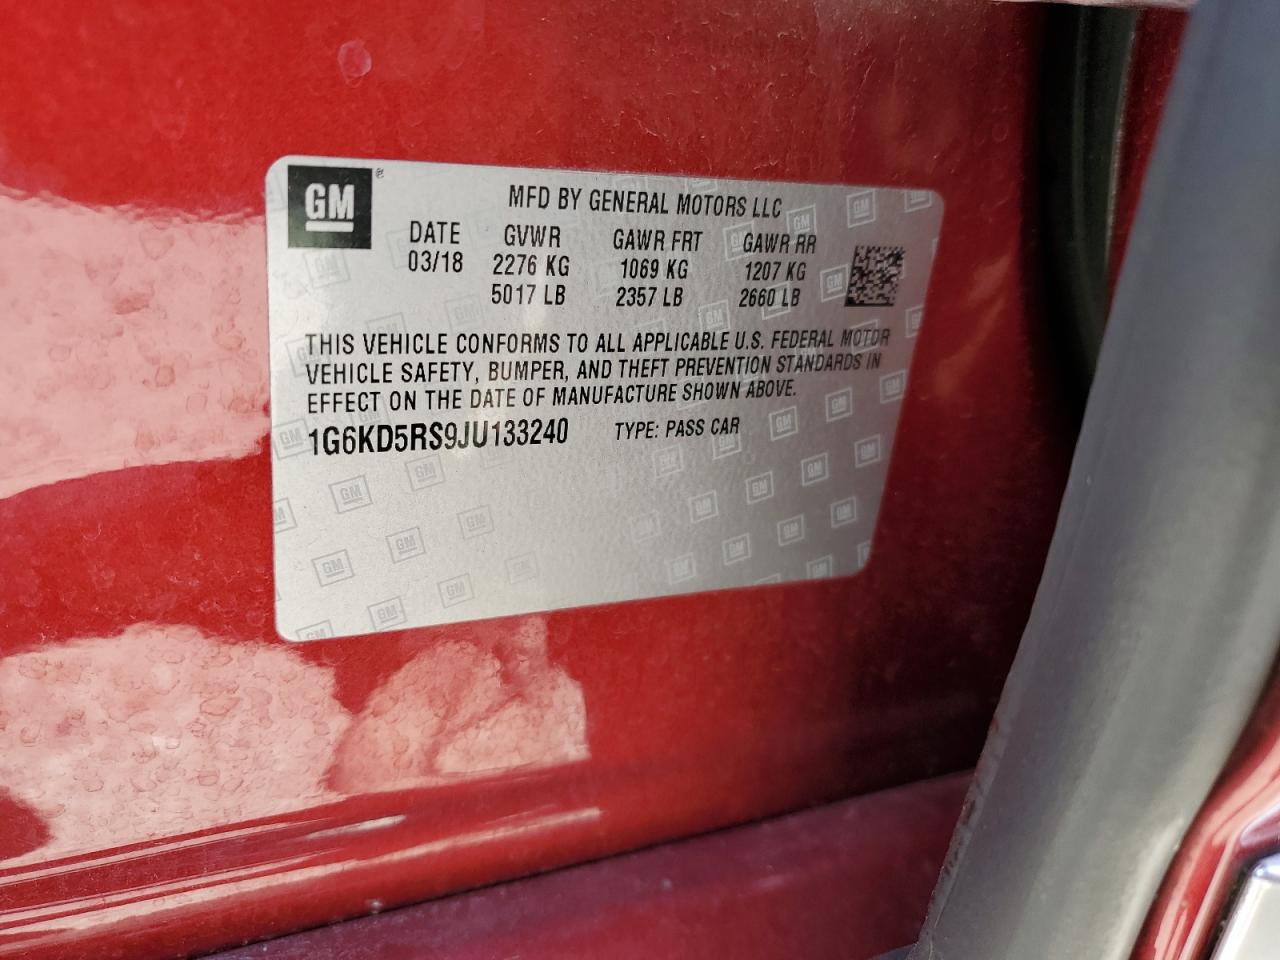 GM®
MFD BY GENERAL MOTORS LLC
DATE GVWR GAWR FRT GAWR RR
03/18 2276 KG 1069 KG 1207 KG
5017 LB 2357 LB 2660 LB
THIS VEHICLE CONFORMS TO ALL APPLICABLE U.S. FEDERAL MOTOR
VEHICLE SAFETY, BUMPER, AND THEFT PREVENTION STANDARDS IN
EFFECT ON THE DATE OF MANUFACTURE SHOWN ABOVE.
1G6KD5RS9JU133240 TYPE: PASS CAR